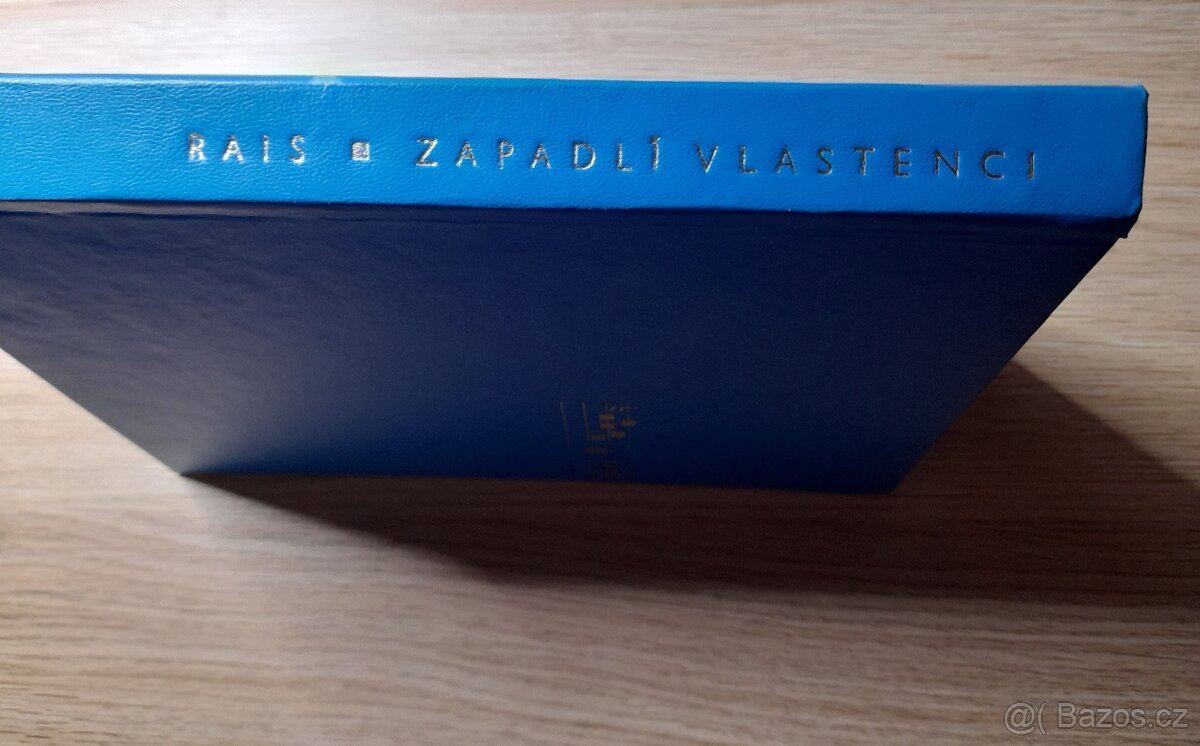 RAIS ▪ ZAPADLÍ VLASTENCI
@( Bazos.cz